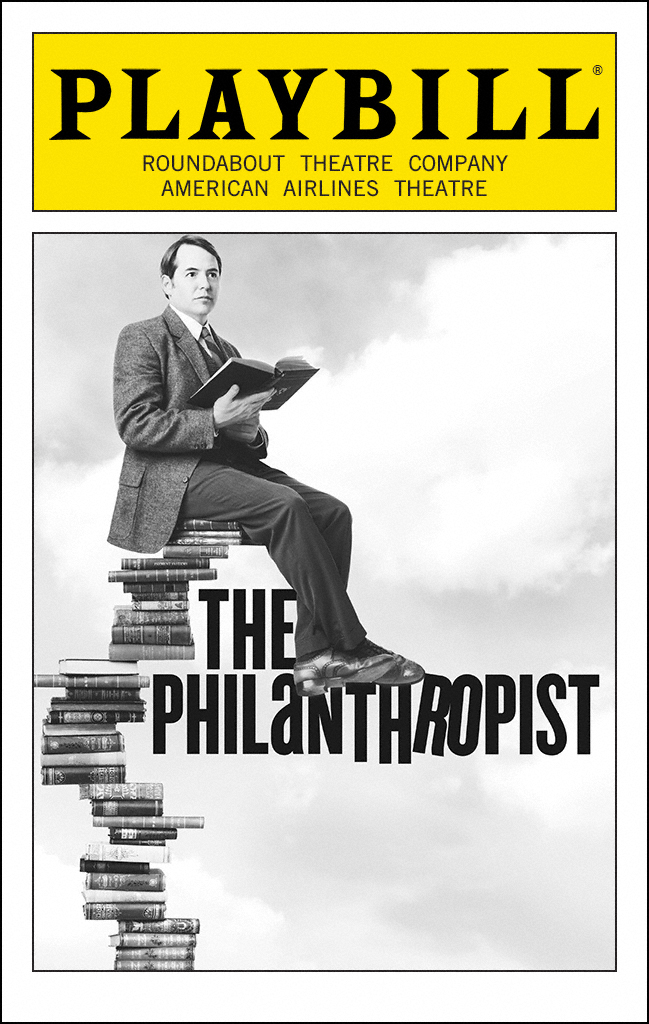 PLAYBILL®
ROUNDABOUT THEATRE COMPANY
AMERICAN AIRLINES THEATRE
THE
PHILaNTHROPIST